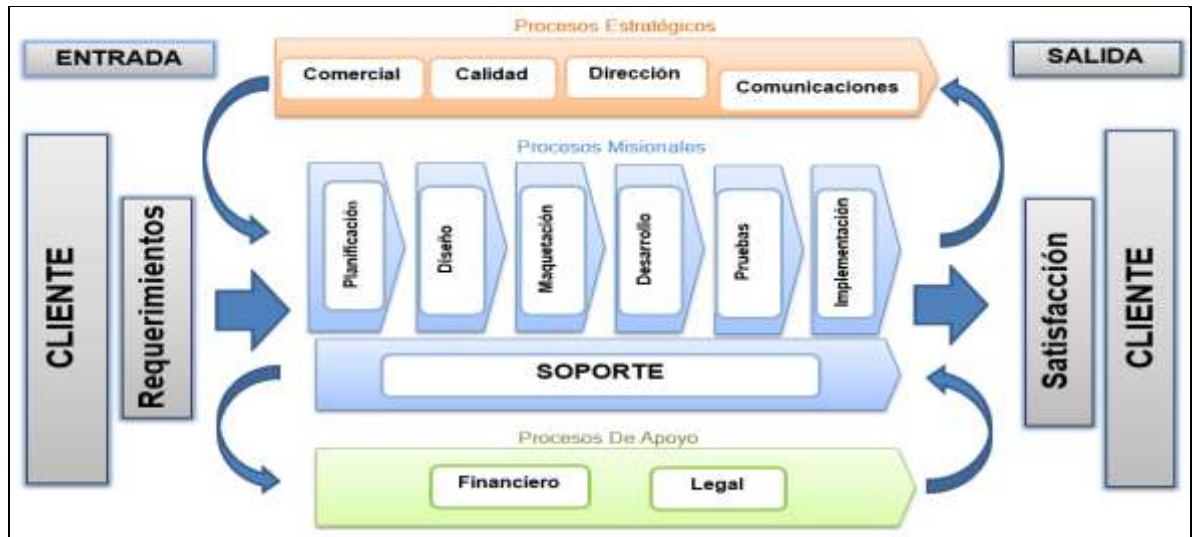 Procesos Estratégicos
ENTRADA
SALIDA
Comercial
Calidad
Dirección
Comunicaciones
Procesos Misionales
CLIENTE
Requerimientos
Planificación
Diseño
Maquetación
Desarrollo
Pruebas
Implementación
Satisfacción
CLIENTE
SOPORTE
Procesos De Apoyo
Financiero
Legal